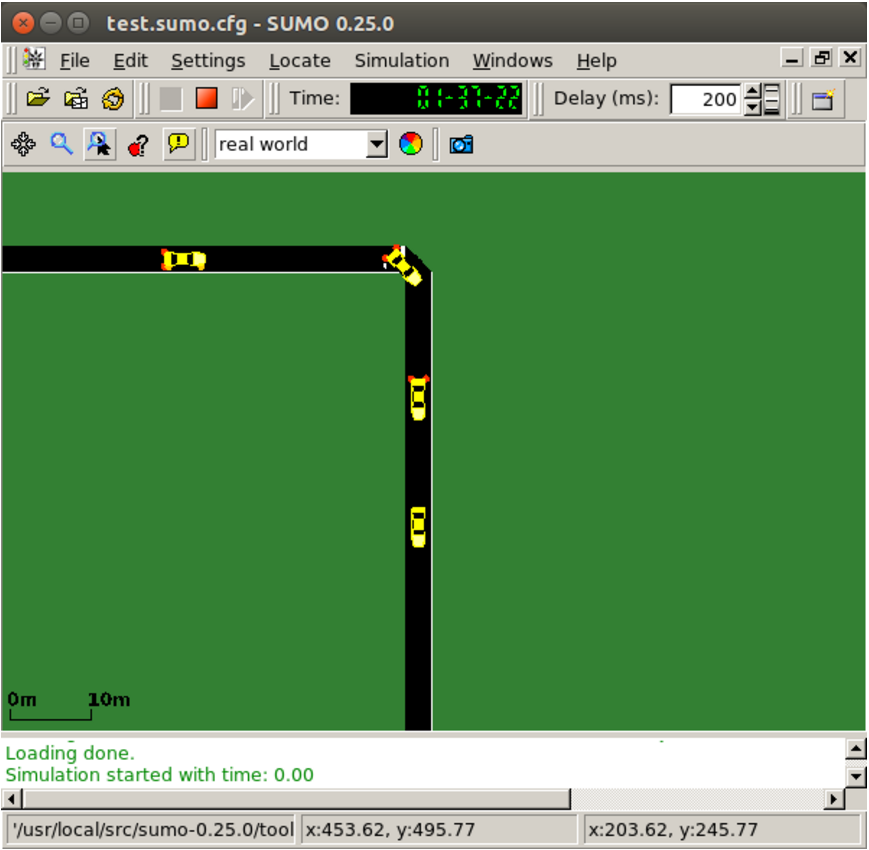 test.sumo.cfg - SUMO 0.25.0
File Edit Settings Locate Simulation Windows Help
Time: 01-37-22 Delay (ms): 200
real world
0m 10m
Loading done.
Simulation started with time: 0.00
'/usr/local/src/sumo-0.25.0/tool x:453.62, y:495.77 x:203.62, y:245.77